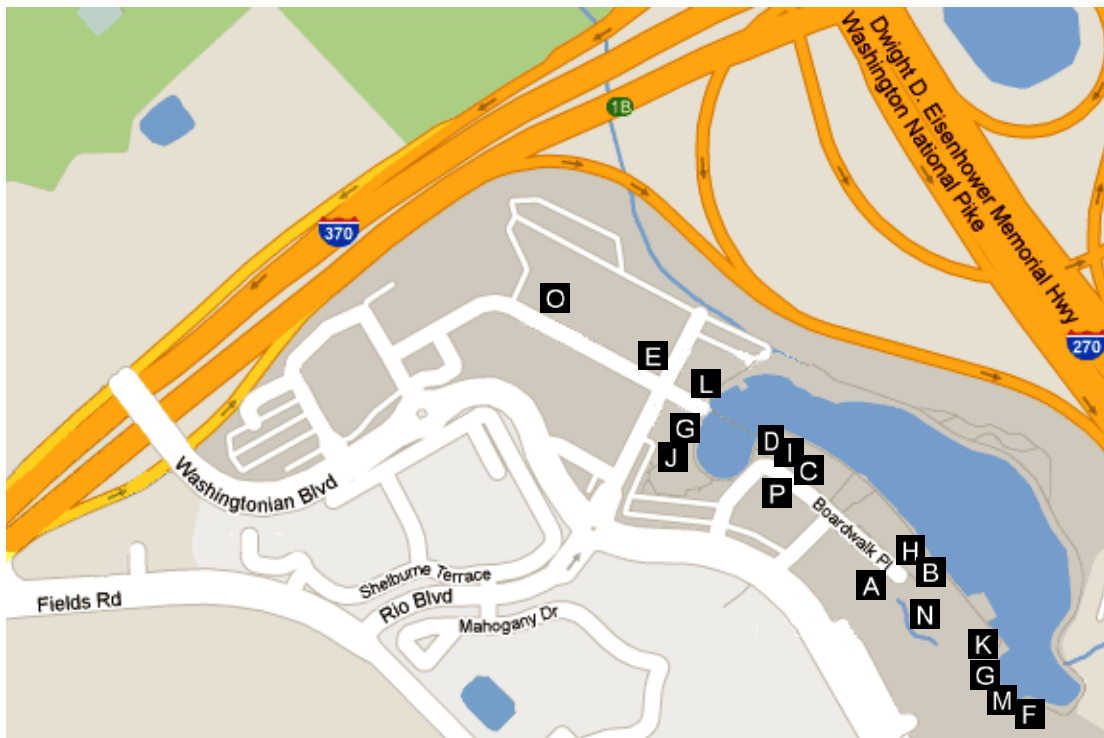 Dwight D. Eisenhower Memorial Hwy
Washington National Pike
1B
370
270
O
E
L
G
J
D
I
C
P
Washingtonian Blvd
Boardwalk Pl
H
B
A
N
Shelburne Terrace
Rio Blvd
Fields Rd
Mahogany Dr
K
G
M
F